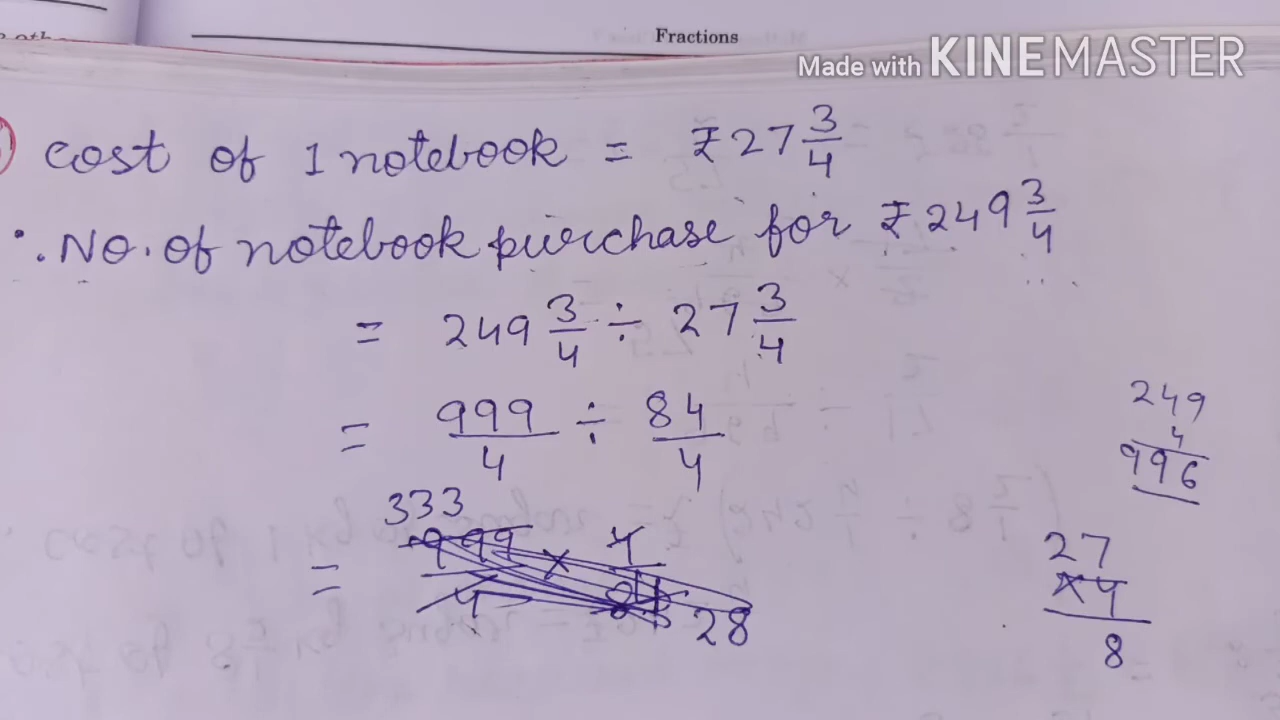 Fractions
Made with KINEMASTER
cost of 1 notebook = ₹27 3/4
∴ No. of notebook purchase for ₹249 3/4
= 249 3/4 ÷ 27 3/4
= 999/4 ÷ 84/4
333
= 999/4 × 4/
28
249
4
996
27
×4
8